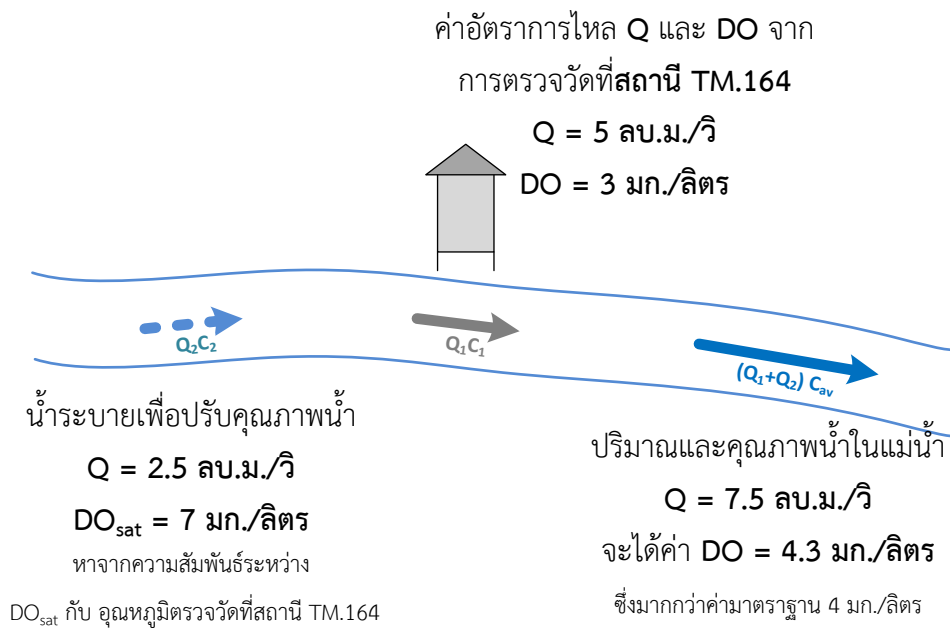 ค่าอัตราการไหล Q และ DO จาก
การตรวจวัดที่สถานี TM.164
Q = 5 ลบ.ม./วิ
DO = 3 มก./ลิตร
Q₂C₂
Q₁C₁
(Q₁+Q₂) Cₐᵥ
น้ำระบายเพื่อปรับคุณภาพน้ำ
Q = 2.5 ลบ.ม./วิ
DOsat = 7 มก./ลิตร
หาจากความสัมพันธ์ระหว่าง
DOsat กับ อุณหภูมิตรวจวัดที่สถานี TM.164
ปริมาณและคุณภาพน้ำในแม่น้ำ
Q = 7.5 ลบ.ม./วิ
จะได้ค่า DO = 4.3 มก./ลิตร
ซึ่งมากกว่าค่ามาตราฐาน 4 มก./ลิตร